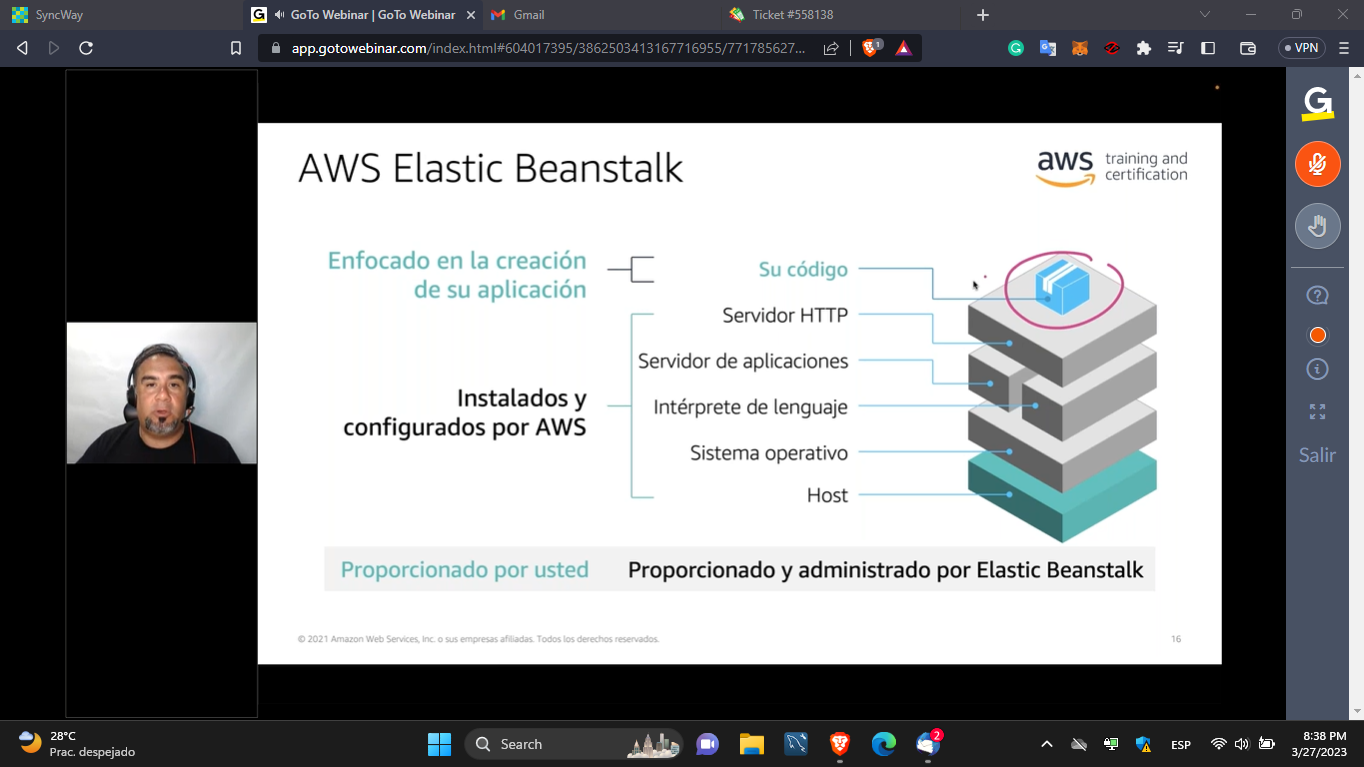 SyncWay
GoTo Webinar | GoTo Webinar
Gmail
Ticket #558138
app.gotowebinar.com/index.html#604017395/3862503413167716955/771785627...
1
VPN
G
AWS Elastic Beanstalk
aws training and
certification
Enfocado en la creación
de su aplicación
Su código
Servidor HTTP
Servidor de aplicaciones
Instalados y
configurados por AWS
Intérprete de lenguaje
Sistema operativo
Host
Proporcionado por usted
Proporcionado y administrado por Elastic Beanstalk
© 2021 Amazon Web Services, Inc. o sus empresas afiliadas. Todos los derechos reservados.
16
Salir
28°C
Prac. despejado
Search
2
ESP
8:38 PM
3/27/2023